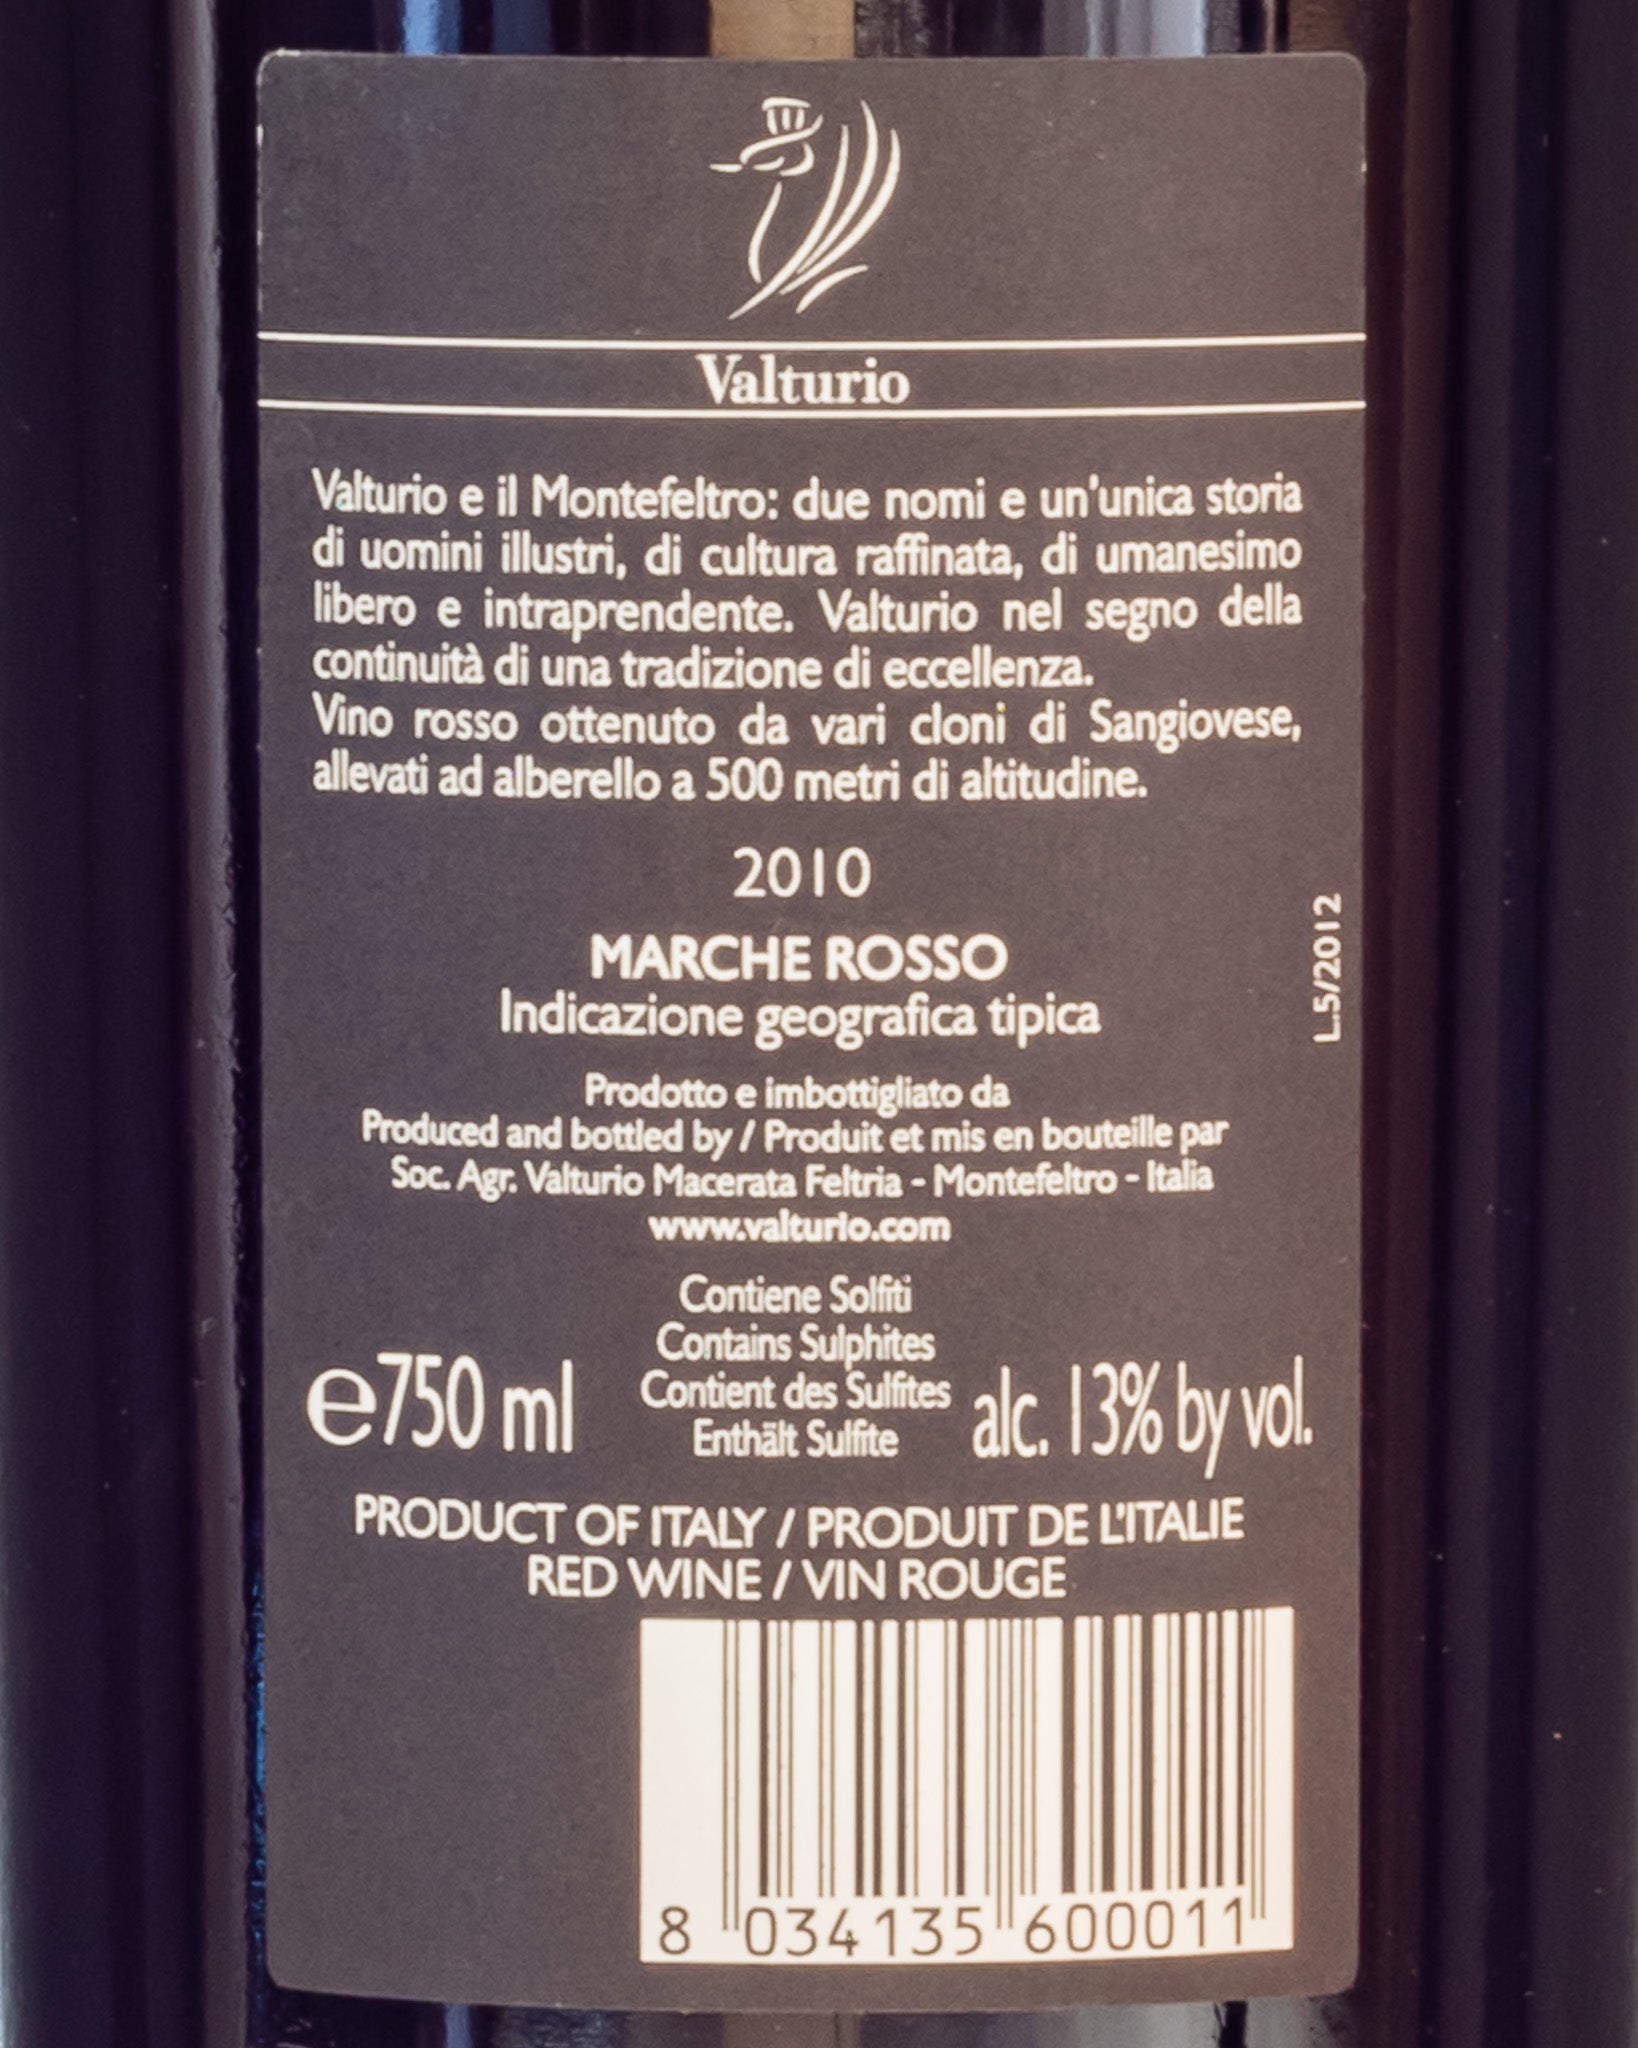 Valturio
Valturio e il Montefeltro: due nomi e un'unica storia
di uomini illustri, di cultura raffinata, di umanesimo
libero e intraprendente. Valturio nel segno della
continuità di una tradizione di eccellenza.
Vino rosso ottenuto da vari cloni di Sangiovese,
allevati ad alberello a 500 metri di altitudine.
2010
MARCHE ROSSO
Indicazione geografica tipica
L.5/2012
Prodotto e imbottigliato da
Produced and bottled by / Produit et mis en bouteille par
Soc. Agr. Valturio Macerata Feltria - Montefeltro - Italia
www.valturio.com
Contiene Solfiti
Contains Sulphites
Contient des Sulfites
Enthält Sulfite
e750 ml
alc. 13% by vol.
PRODUCT OF ITALY / PRODUIT DE L'ITALIE
RED WINE / VIN ROUGE
8 034135 600011